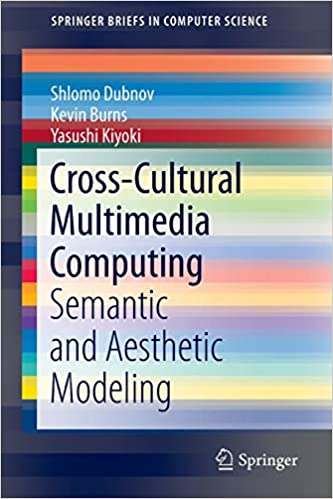 SPRINGER BRIEFS IN COMPUTER SCIENCE
Shlomo Dubnov
Kevin Burns
Yasushi Kiyoki
Cross-Cultural
Multimedia
Computing
Semantic
and Aesthetic
Modeling
Springer